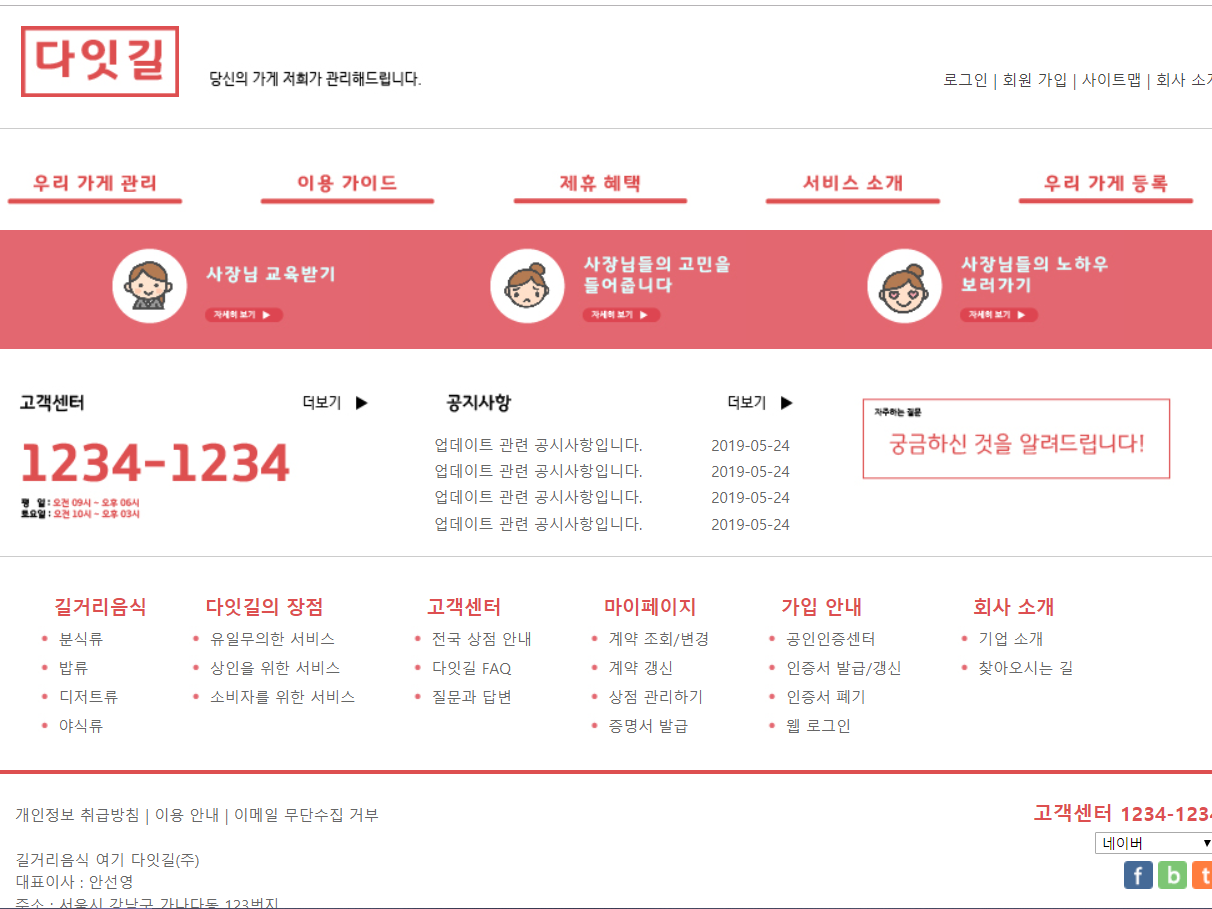 다잇길
당신의 가게 저희가 관리해드립니다.
로그인 | 회원 가입 | 사이트맵 | 회사
우리 가게 관리
이용 가이드
제휴 혜택
서비스 소개
우리 가게 등록
사장님 교육받기
자세히 보기 ▶
사장님들의 고민을
들어줍니다
자세히 보기 ▶
사장님들의 노하우
보러가기
자세히 보기 ▶
고객센터
더보기 ▶
1234-1234
평 일 : 오전 09시 ~ 오후 06시
토요일 : 오전 10시 ~ 오후 03시
공지사항
더보기 ▶
업데이트 관련 공시사항입니다. 2019-05-24
업데이트 관련 공시사항입니다. 2019-05-24
업데이트 관련 공시사항입니다. 2019-05-24
업데이트 관련 공시사항입니다. 2019-05-24
자주하는 질문
궁금하신 것을 알려드립니다!
길거리음식
분식류
밥류
디저트류
야식류
다잇길의 장점
유일무의한 서비스
상인을 위한 서비스
소비자를 위한 서비스
고객센터
전국 상점 안내
다잇길 FAQ
질문과 답변
마이페이지
계약 조회/변경
계약 갱신
상점 관리하기
증명서 발급
가입 안내
공인인증센터
인증서 발급/갱신
인증서 폐기
웹 로그인
회사 소개
기업 소개
찾아오시는 길
개인정보 취급방침 | 이용 안내 | 이메일 무단수집 거부
길거리음식 여기 다잇길(주)
대표이사 : 안선영
주소 : 서울시 강남구 가나다동 123번지
고객센터 1234-123
네이버 ▼
f b t